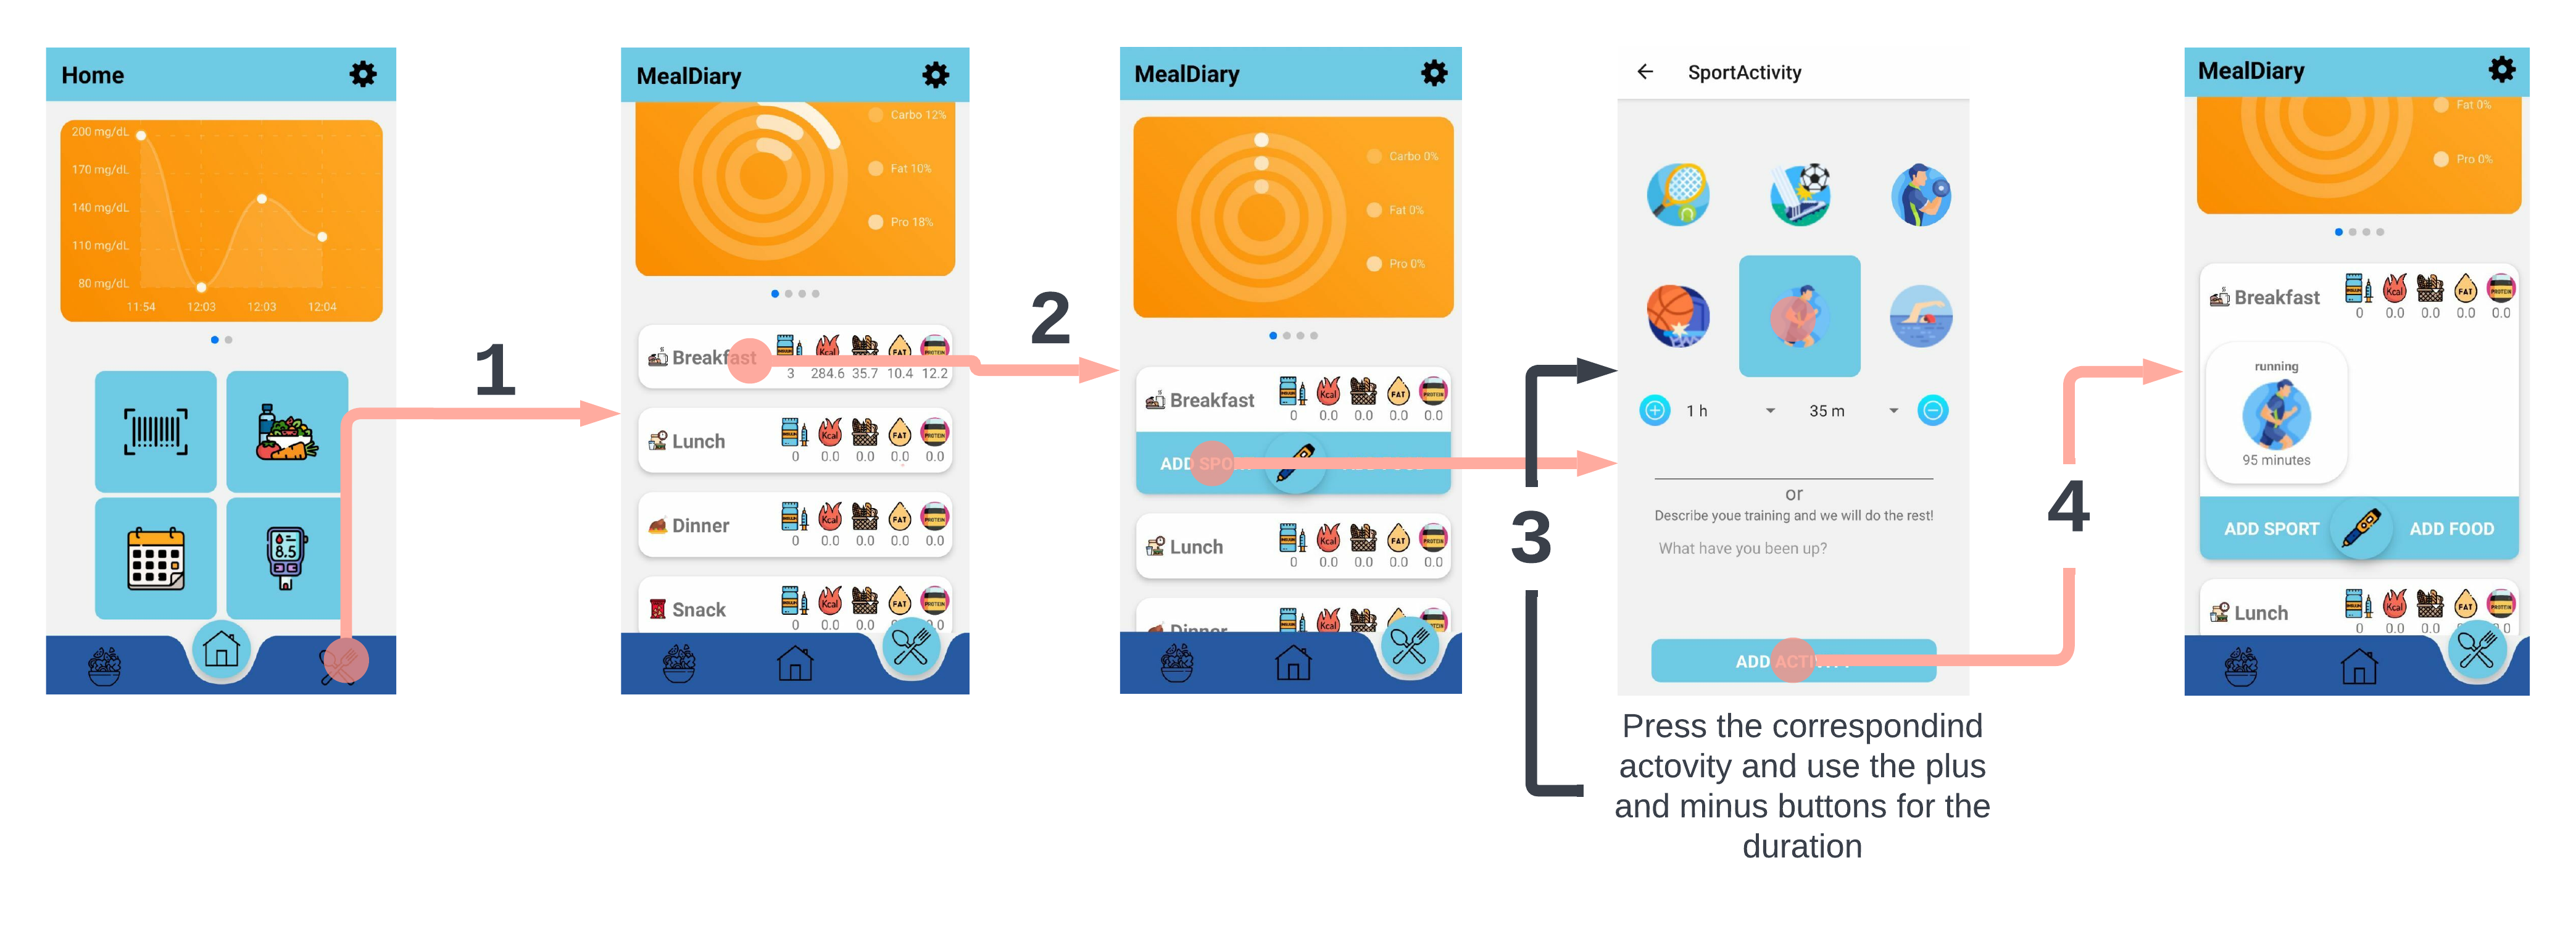 Home
200 mg/dL
170 mg/dL
140 mg/dL
110 mg/dL
80 mg/dL
11:54 12:03 12:03 12:04
1
MealDiary
Carbo 12%
Fat 10%
Pro 18%
Breakfast
3 284.6 35.7 10.4 12.2
Lunch
0 0.0 0.0 0.0 0.0
Dinner
0 0.0 0.0 0.0 0.0
Snack
0 0.0 0.0
2
MealDiary
Carbo 0%
Fat 0%
Pro 0%
Breakfast
0 0.0 0.0 0.0 0.0
ADD SPORT
Lunch
0 0.0 0.0 0.0 0.0
Dinner
3
SportActivity
1 h 35 m
or
Describe youe training and we will do the rest!
What have you been up?
ADD ACTIVITY
Press the correspondind
actovity and use the plus
and minus buttons for the
duration
4
MealDiary
Fat 0%
Pro 0%
Breakfast
0 0.0 0.0 0.0 0.0
running
95 minutes
ADD SPORT ADD FOOD
Lunch
0 0.0 0.0